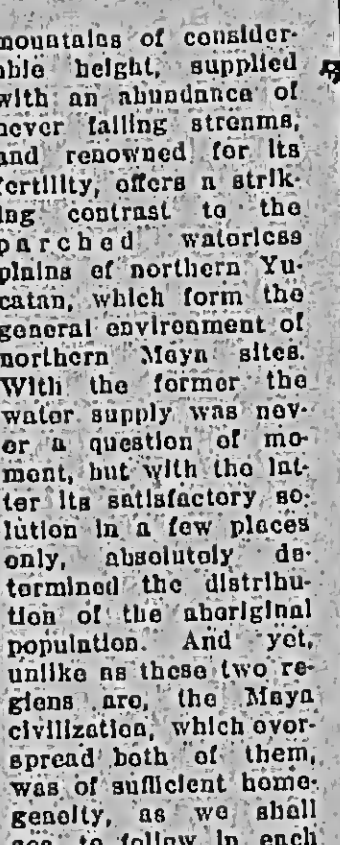 mountains of consider-
able height, supplied
with an abundance of
never failing streams,
and renowned for its
fertility, offers a strik-
ing contrast to the
parched waterless
plains of northern Yu-
catan, which form the
general environment of
northern Maya sites.
With the former the
water supply was nev-
er a question of mo-
ment, but with the lat-
ter its satisfactory so-
lution in a few places
only, absolutely de-
termined the distribu-
tion of the aboriginal
population. And yet,
unlike as these two re-
gions are, the Maya
civilization, which over-
spread both of them,
was of sufficient homo-
geneity, as we shall
see, to follow in each